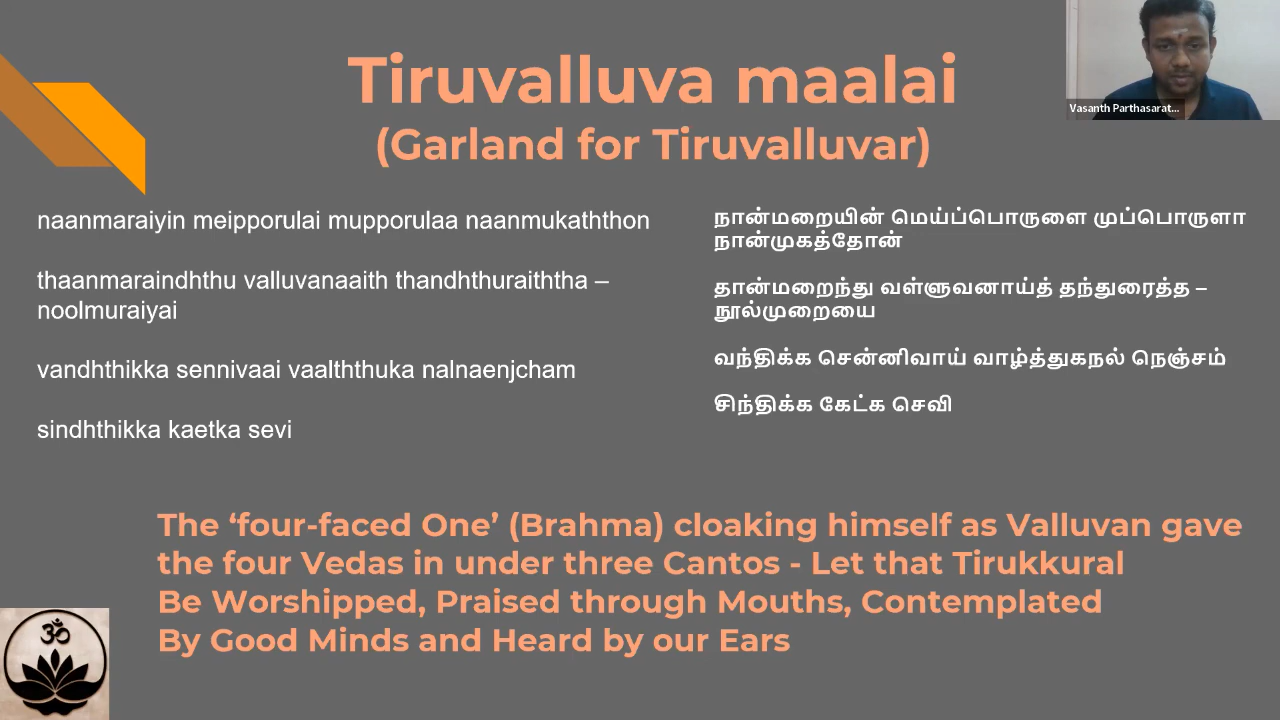 Tiruvalluva maalai
(Garland for Tiruvalluvar)
Vasanth Parthasarat...
naanmaraiyin meipporulai mupporulaa naanmukaththon
thaanmaraindhthu valluvanaaith thandhthuraiththa –
noolmuraiyai
vandhthikka sennivaai vaalththuka nalnaenjcham
sindhthikka kaetka sevi
நான்மறையின் மெய்ப்பொருளை முப்பொருளா
நான்முகத்தோன்
தான்மறைந்து வள்ளுவனாய்த் தந்துரைத்த –
நூல்முறையை
வந்திக்க சென்னிவாய் வாழ்த்துகநல் நெஞ்சம்
சிந்திக்க கேட்க செவி
The ‘four-faced One’ (Brahma) cloaking himself as Valluvan gave
the four Vedas in under three Cantos - Let that Tirukkural
Be Worshipped, Praised through Mouths, Contemplated
By Good Minds and Heard by our Ears
ॐ